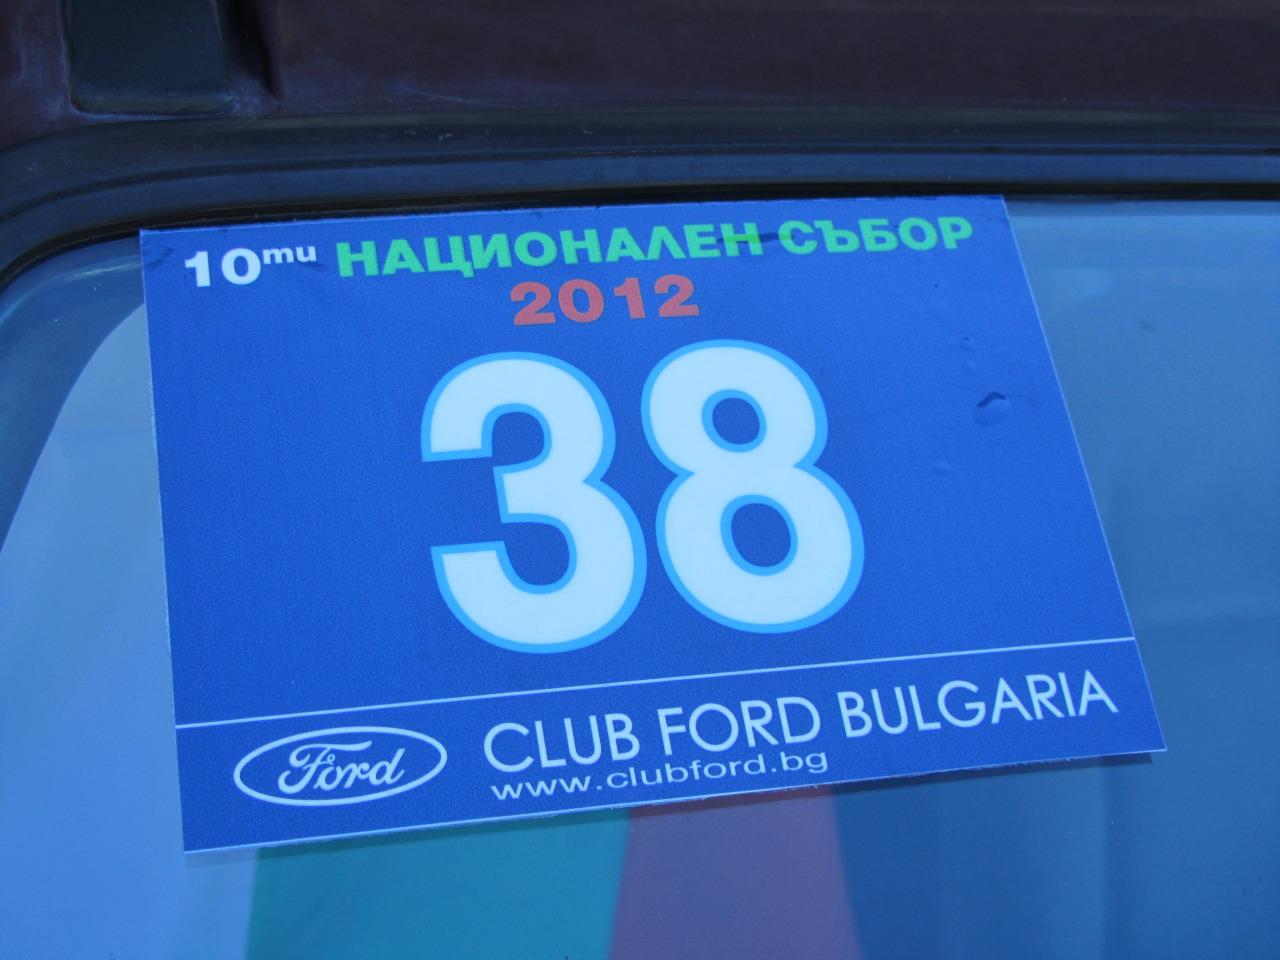 10ти НАЦИОНАЛЕН СЪБОР
2012
38
Ford
CLUB FORD BULGARIA
www.clubford.bg